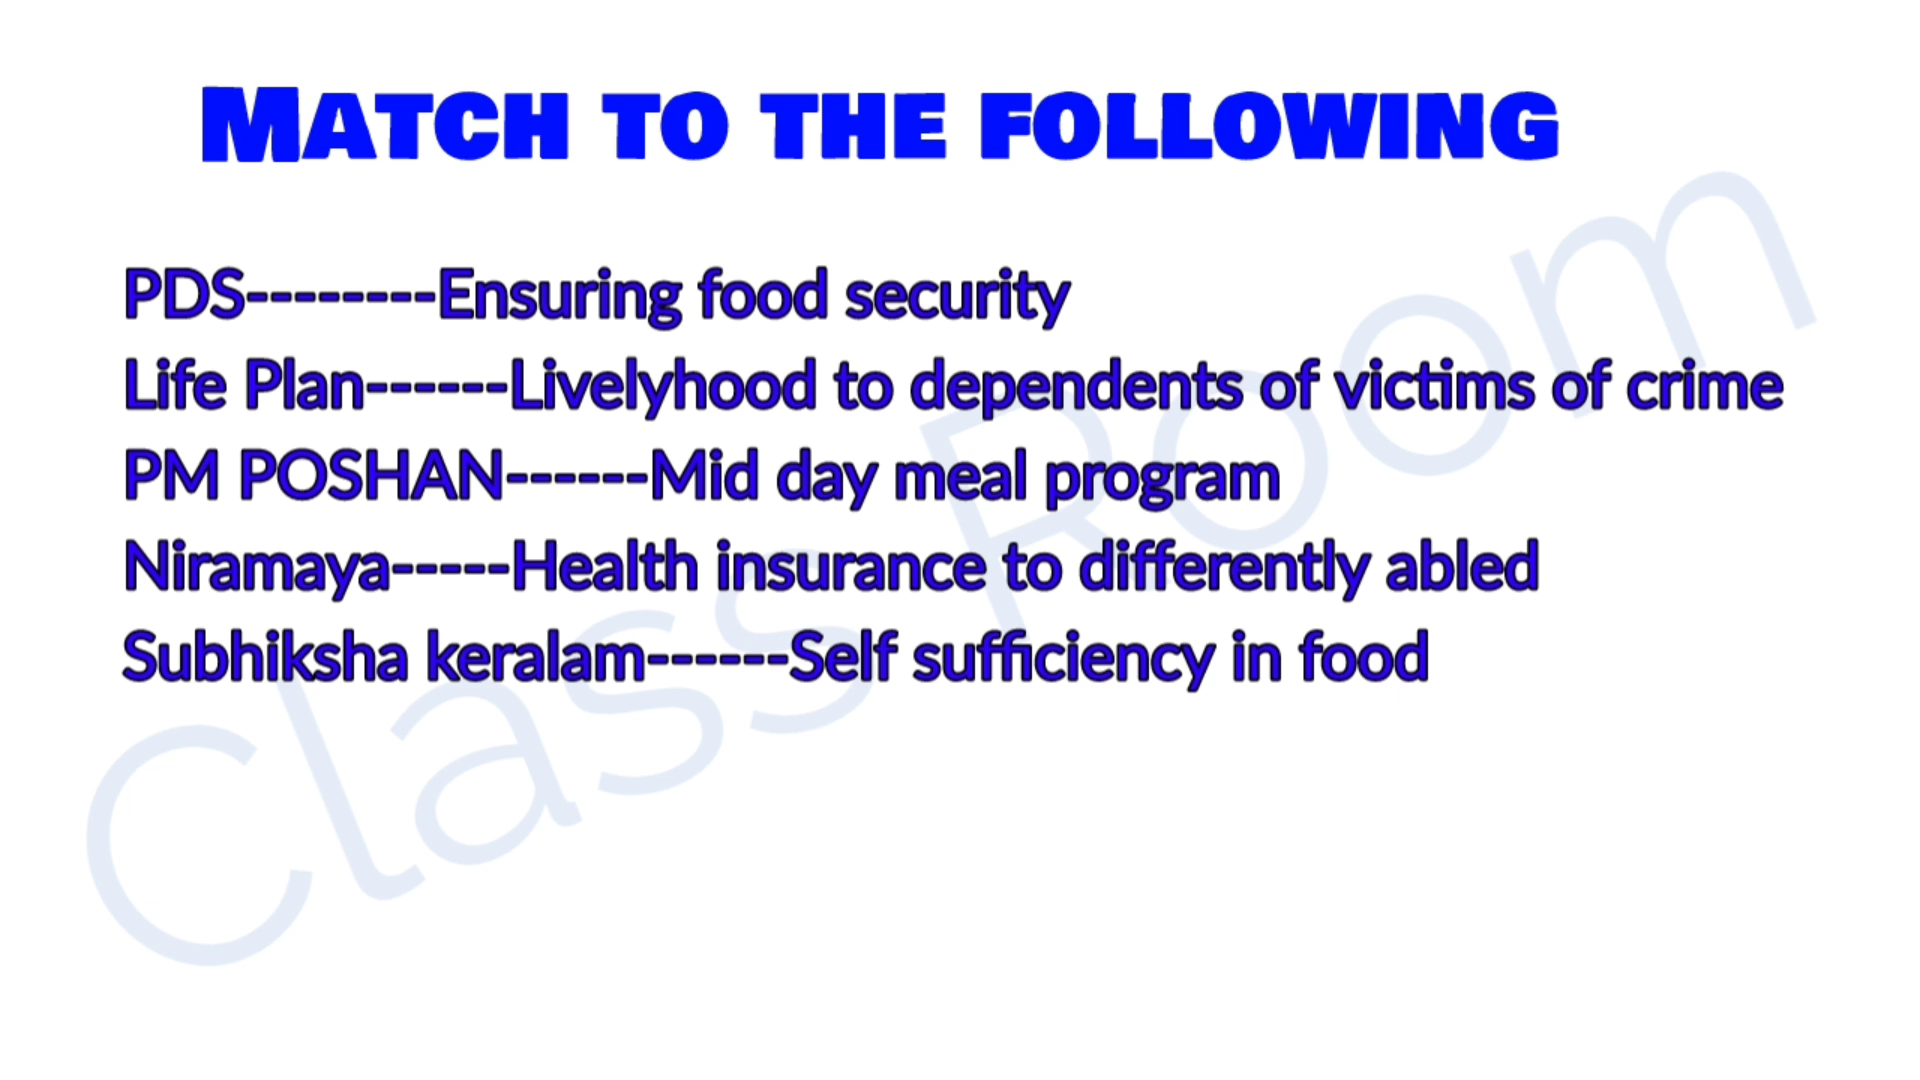 MATCH TO THE FOLLOWING
PDS--------Ensuring food security
Life Plan------Livelyhood to dependents of victims of crime
PM POSHAN------Mid day meal program
Niramaya-----Health insurance to differently abled
Subhiksha keralam------Self sufficiency in food
Class Room